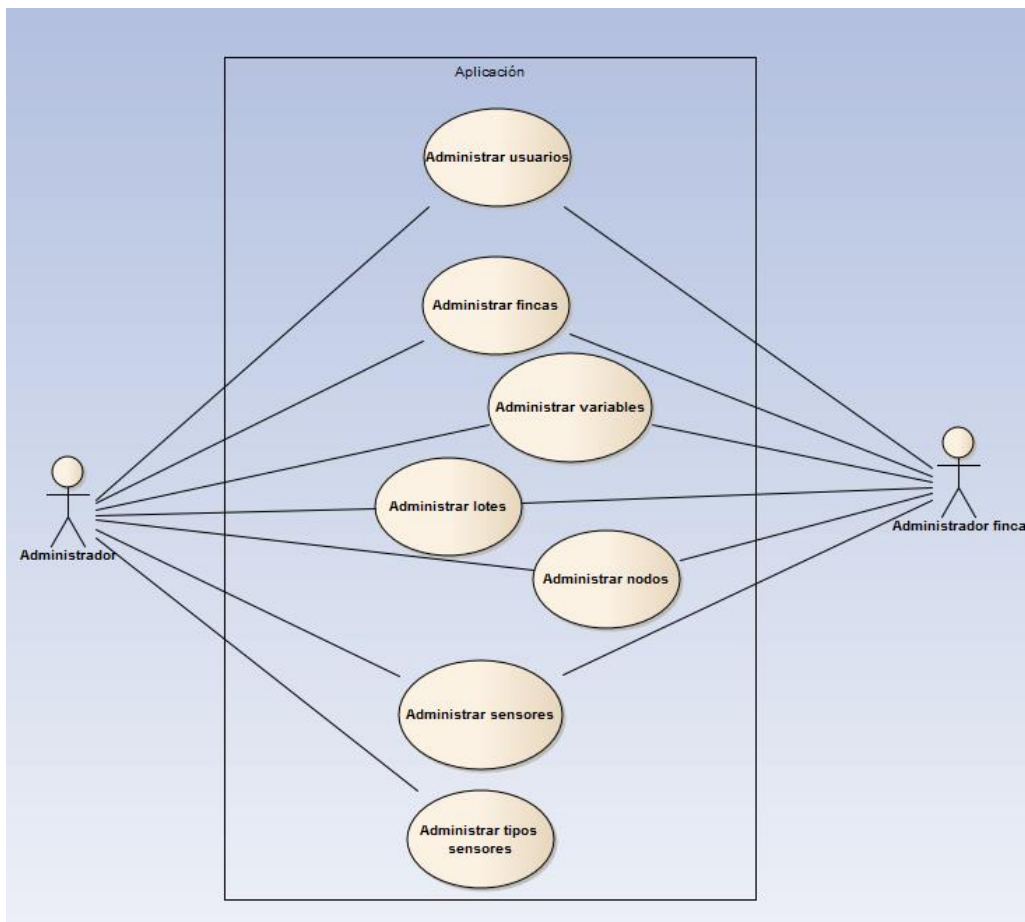 Aplicación
Administrar usuarios
Administrar fincas
Administrar variables
Administrar lotes
Administrador
Administrador finca
Administrar nodos
Administrar sensores
Administrar tipos
sensores